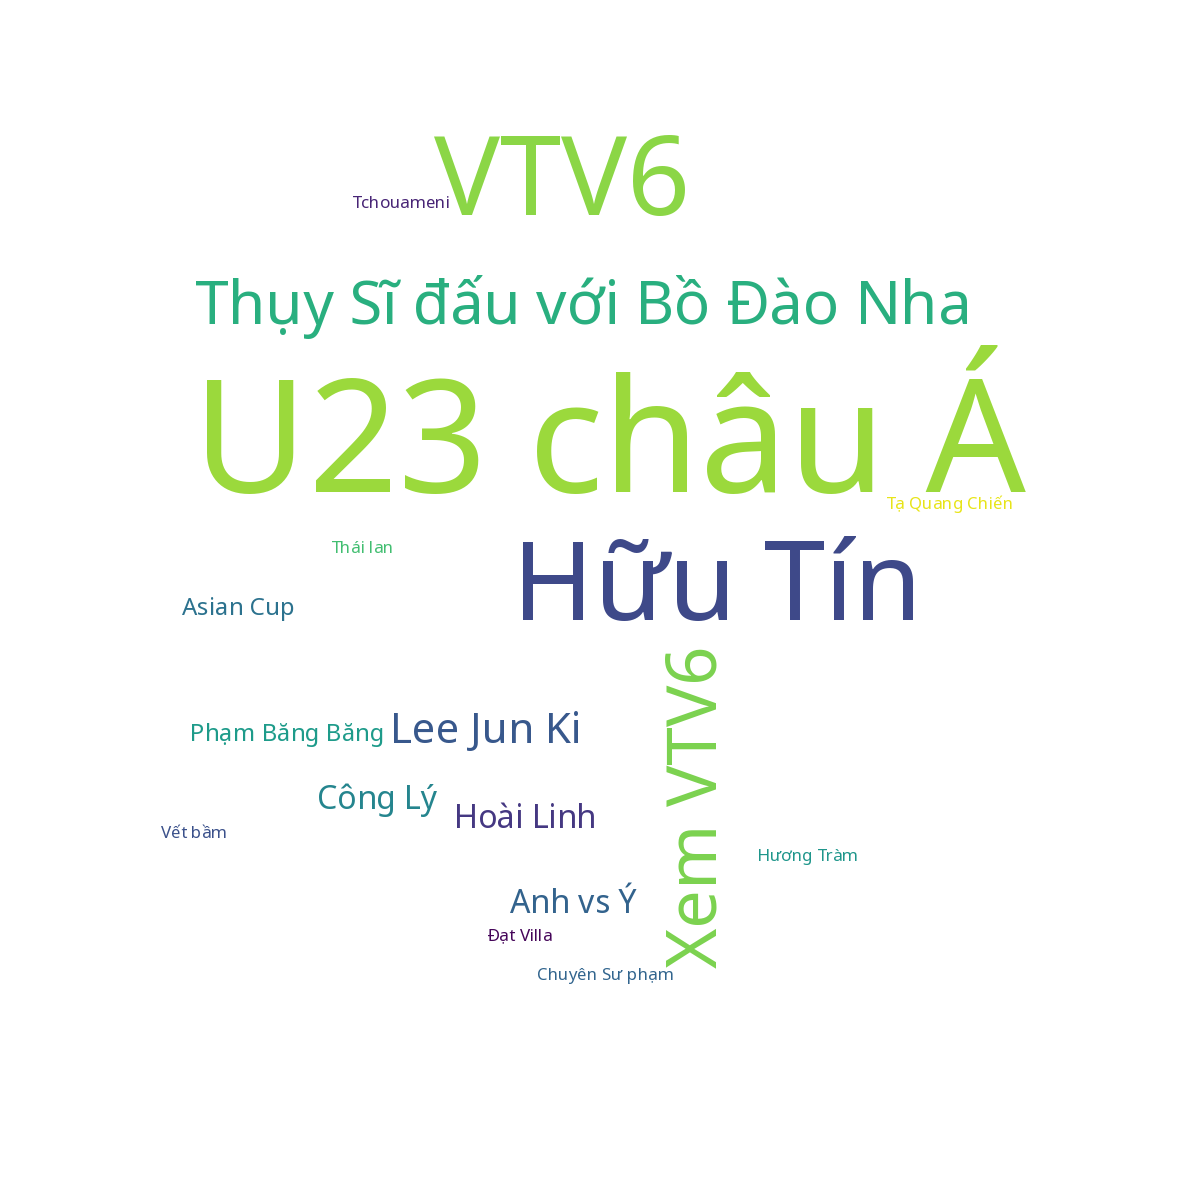 VTV6
Tchouameni
Thụy Sĩ đấu với Bồ Đào Nha
U23 châu Á
Tạ Quang Chiến
Thái lan
Hữu Tín
Asian Cup
Xem VTV6
Phạm Băng Băng
Lee Jun Ki
Công Lý
Hoài Linh
Vết bầm
Hương Tràm
Anh vs Ý
Đạt Villa
Chuyên Sư phạm